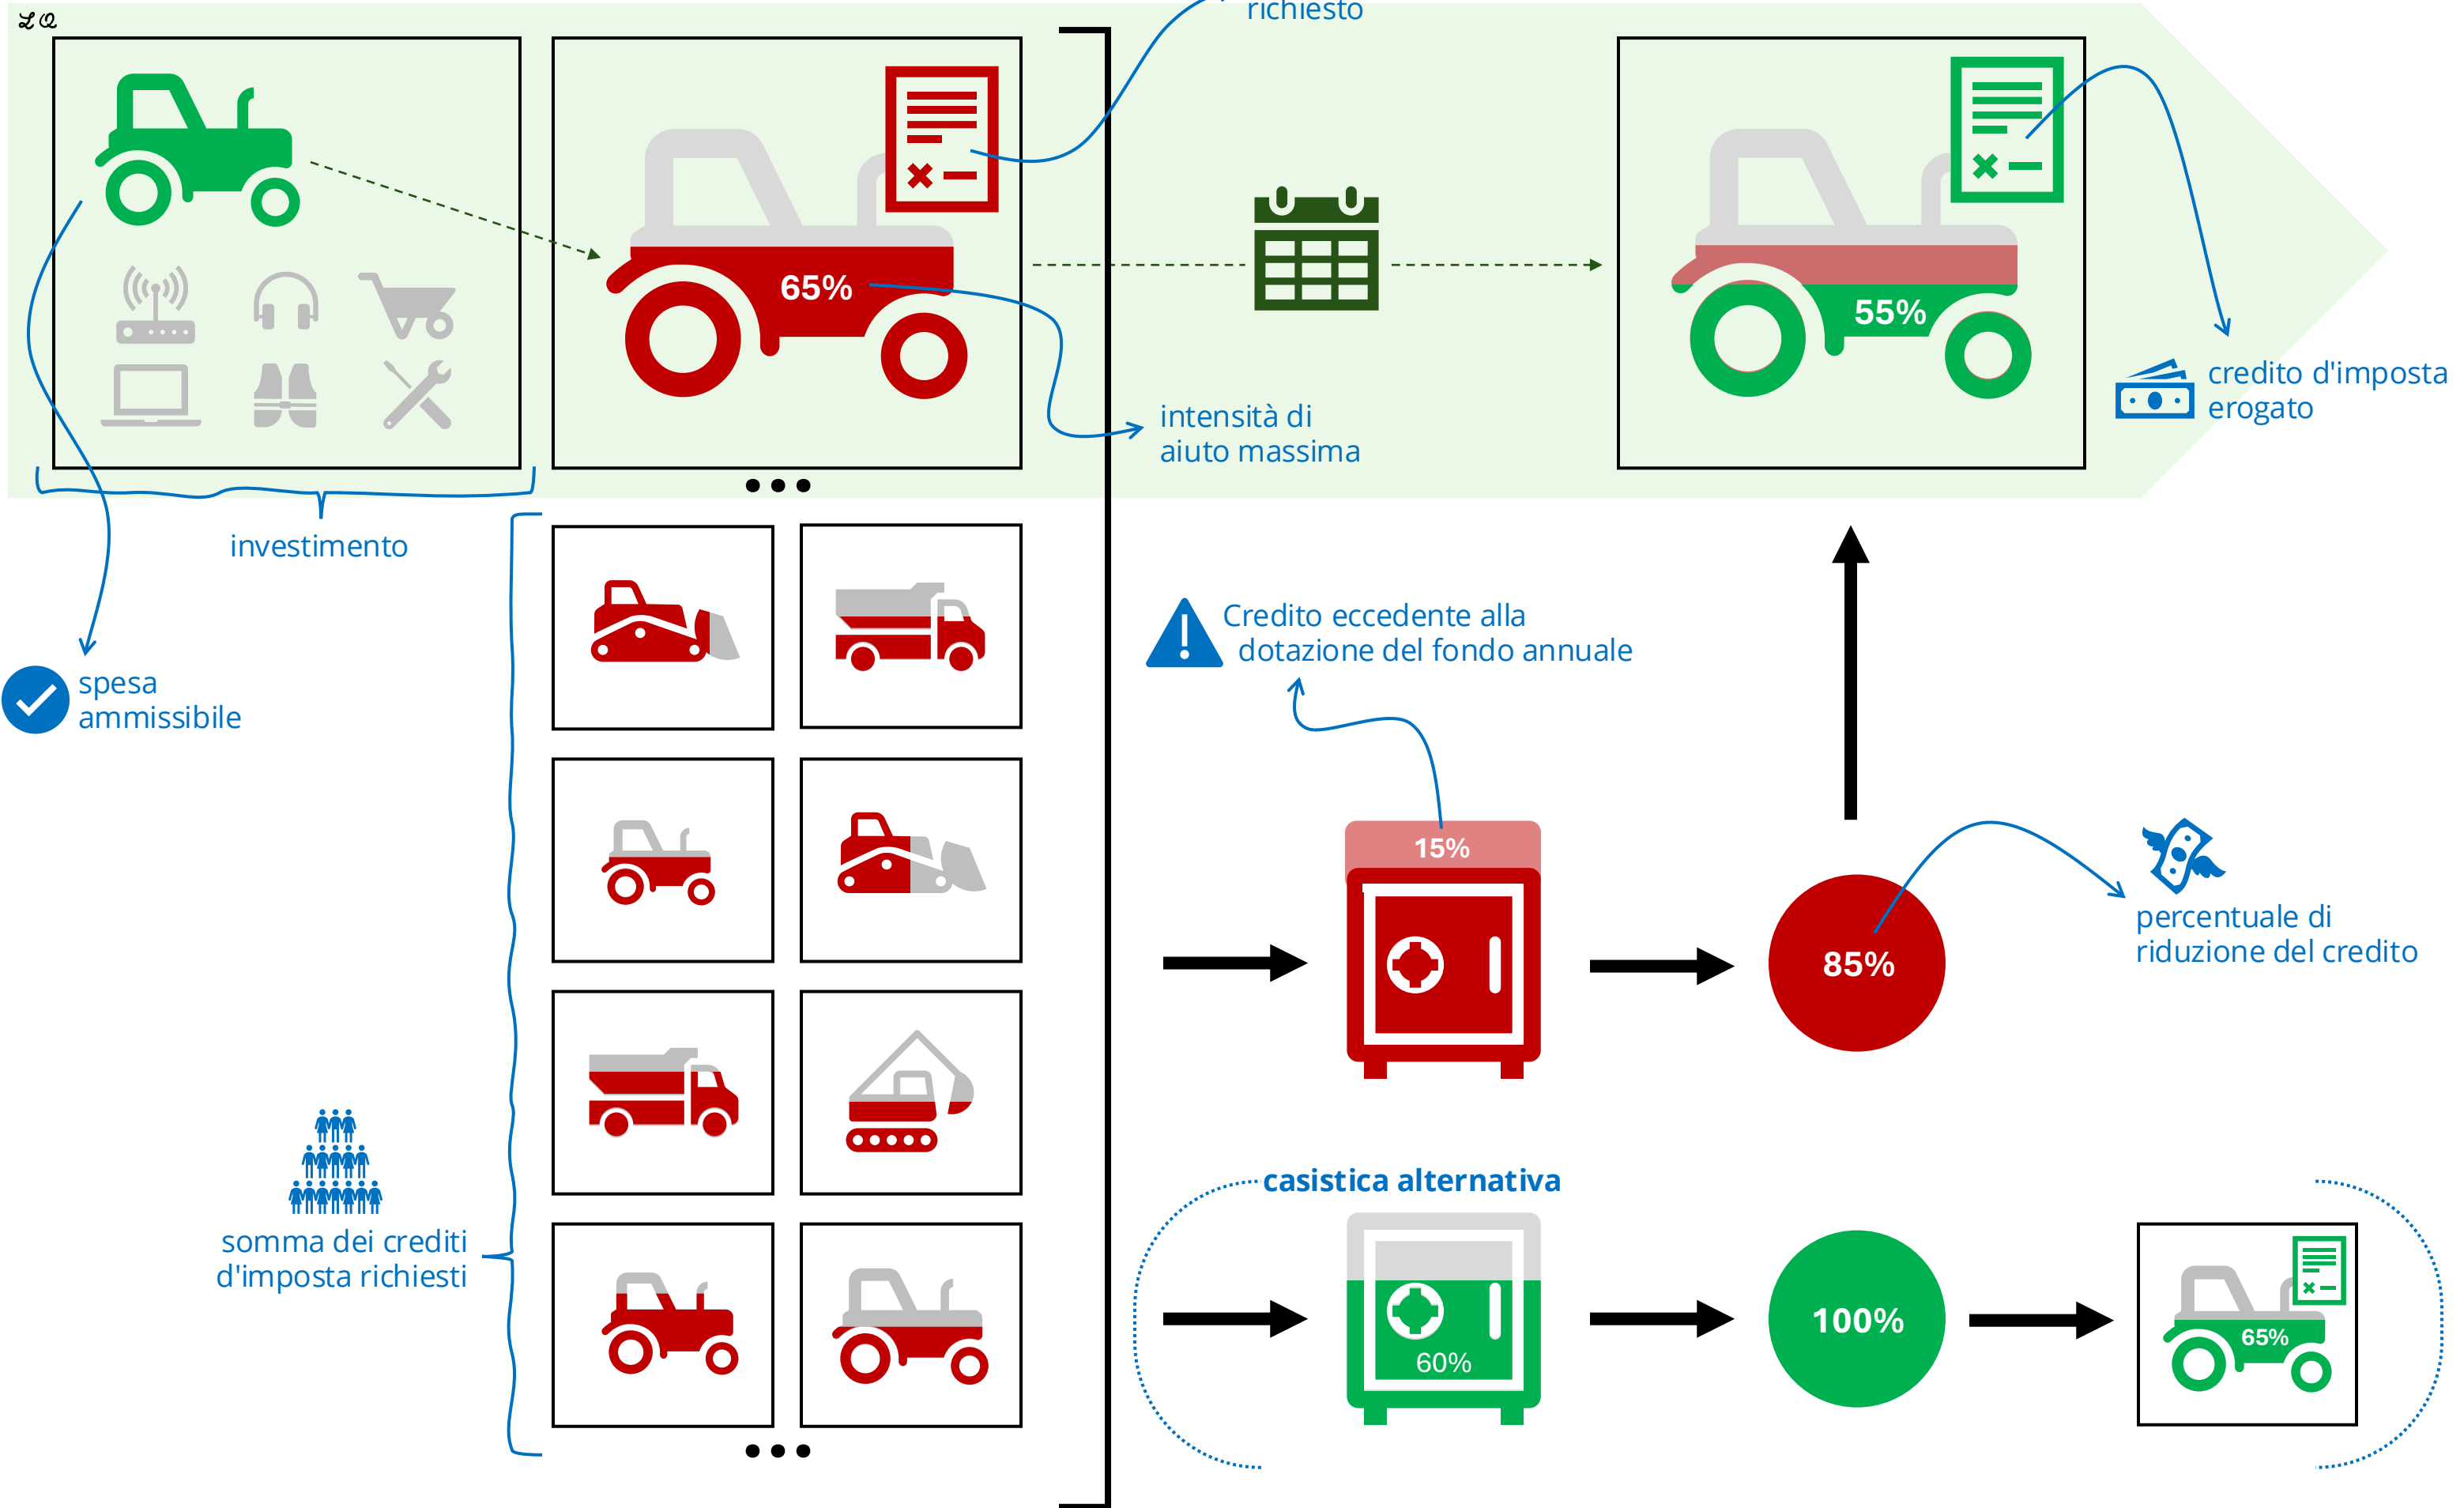 LQ
richiesto
65%
55%
intensità di
aiuto massima
credito d'imposta
erogato
investimento
spesa
ammissibile
Credito eccedente alla
dotazione del fondo annuale
15%
85%
percentuale di
riduzione del credito
somma dei crediti
d'imposta richiesti
casistica alternativa
60%
100%
65%